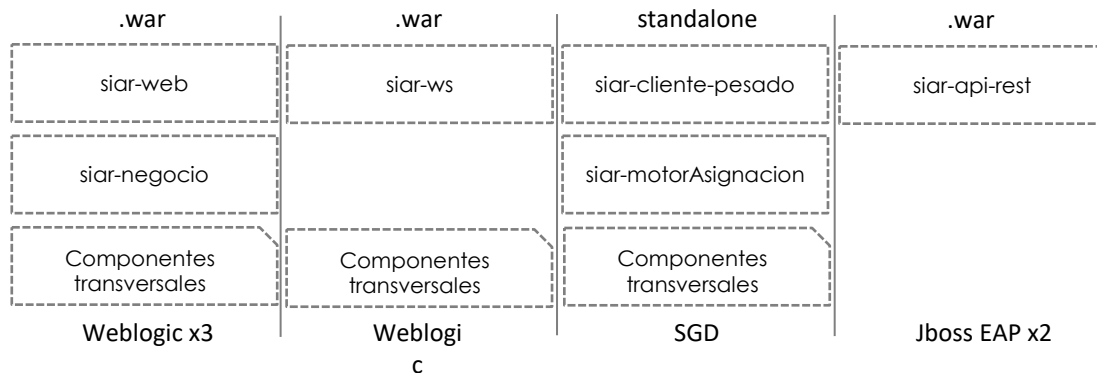 .war
.war
standalone
.war
siar-web
siar-ws
siar-cliente-pesado
siar-api-rest
siar-negocio
siar-motorAsignacion
Componentes
transversales
Componentes
transversales
Componentes
transversales
Weblogic x3
Weblogi
c
SGD
Jboss EAP x2